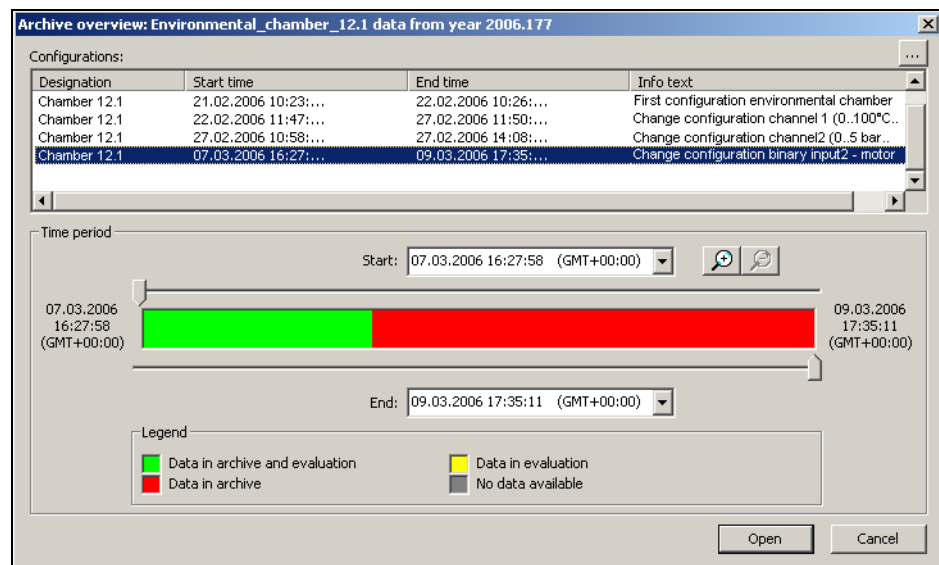 Archive overview: Environmental_chamber_12.1 data from year 2006.177
Configurations:
...
Designation Start time End time Info text
Chamber 12.1 21.02.2006 10:23:... 22.02.2006 10:26:... First configuration environmental chamber
Chamber 12.1 22.02.2006 11:47:... 27.02.2006 11:50:... Change configuration channel 1 (0..100°C..
Chamber 12.1 27.02.2006 10:58:... 27.02.2006 14:08:... Change configuration channel2 (0..5 bar..
Chamber 12.1 07.03.2006 16:27:... 09.03.2006 17:35:... Change configuration binary input2 - motor
Time period
Start: 07.03.2006 16:27:58 (GMT+00:00)
07.03.2006
16:27:58
(GMT+00:00)
09.03.2006
17:35:11
(GMT+00:00)
End: 09.03.2006 17:35:11 (GMT+00:00)
Legend
Data in archive and evaluation Data in evaluation
Data in archive No data available
Open Cancel